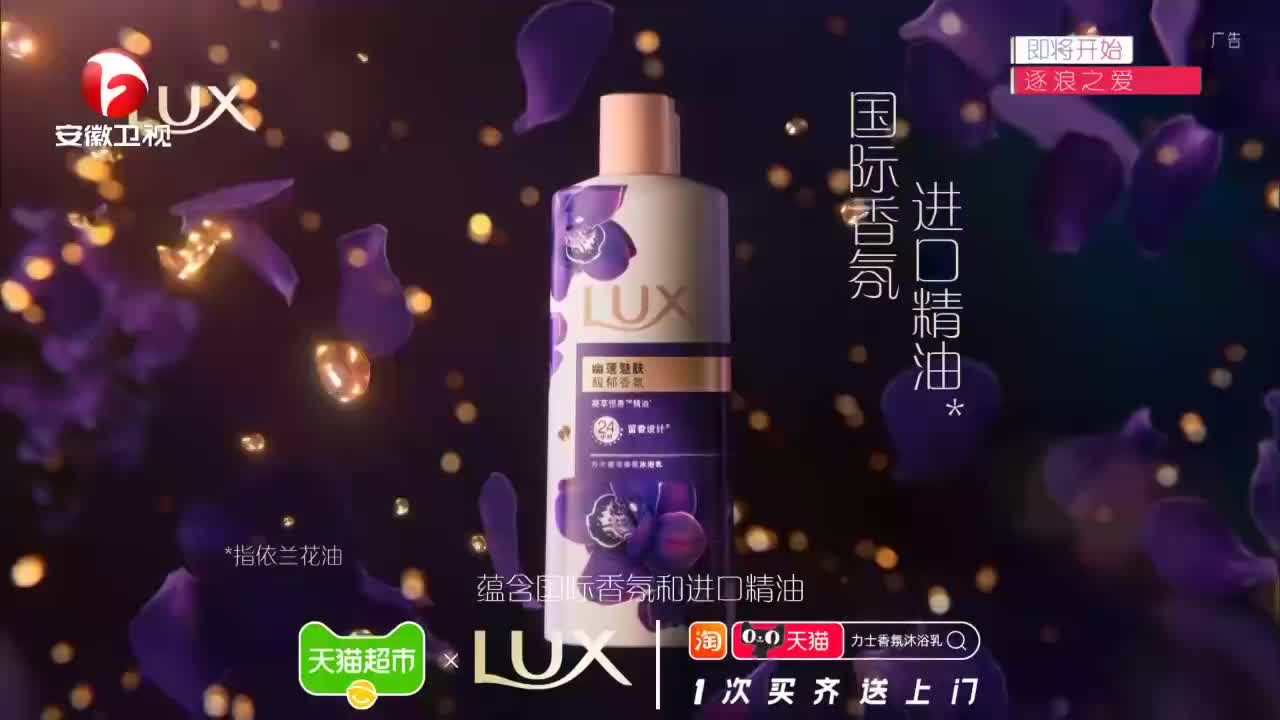 安徽卫视
LUX
即将开始
逐浪之爱
广告
国际香氛
进口精油*
LUX
幽莲魅肤
馥郁香氛
24
留香设计
*指依兰花油
蕴含国际香氛和进口精油
天猫超市
×
LUX
淘
天猫
力士香氛沐浴乳
1次买齐送上门